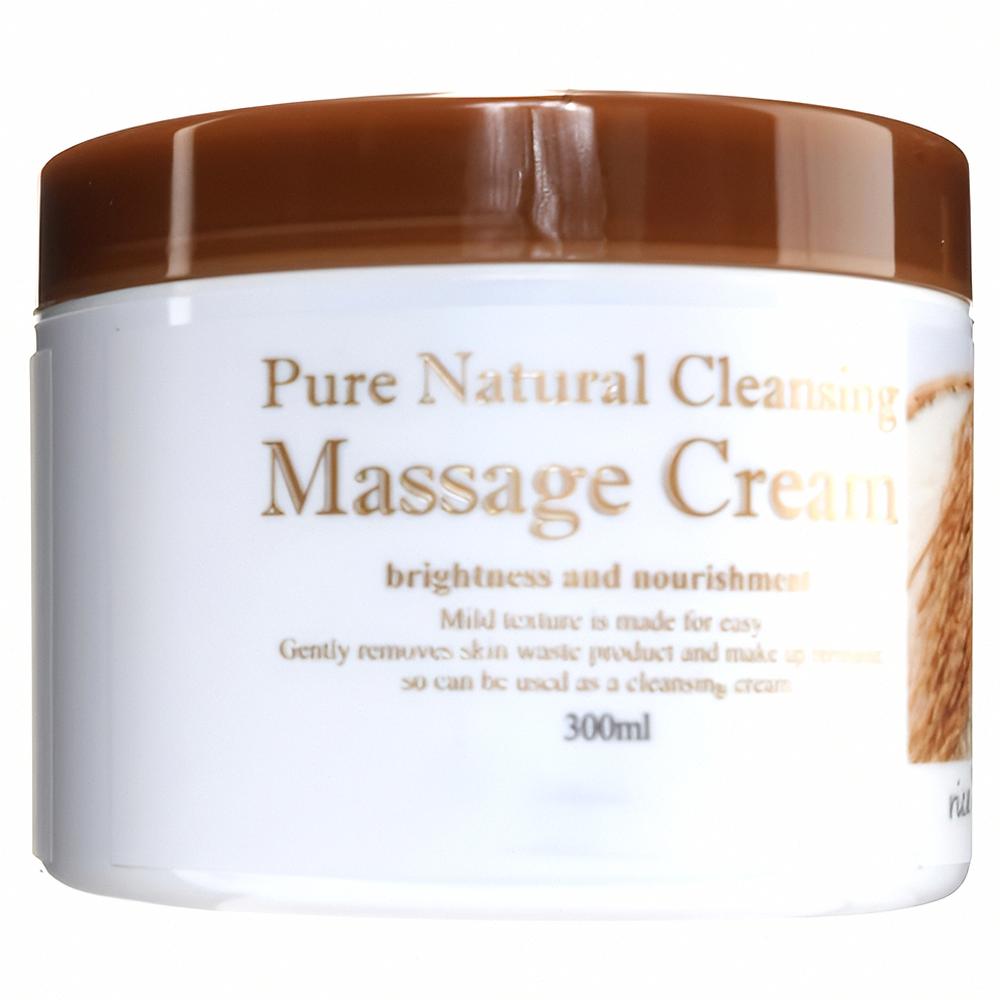 Pure Natural Cleansing
Massage Cream
brightness and nourishment
Mild texture is made for easy
Gently removes skin waste product and make up
so can be used as a cleansing cream
300ml